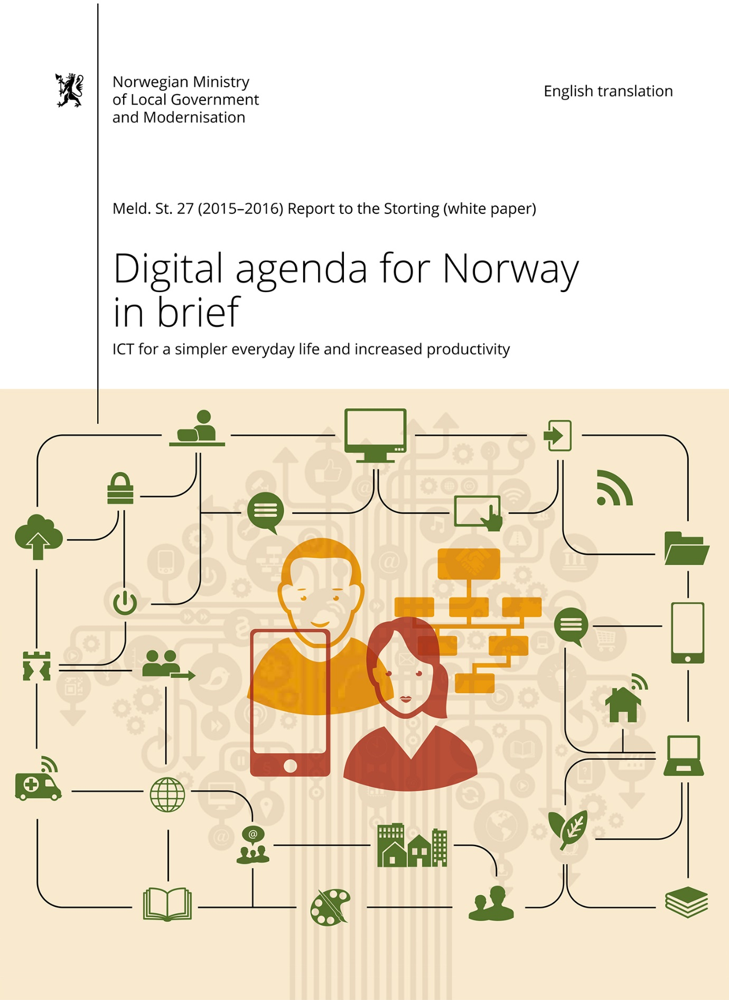 Norwegian Ministry
of Local Government
and Modernisation
English translation
Meld. St. 27 (2015–2016) Report to the Storting (white paper)
Digital agenda for Norway
in brief
ICT for a simpler everyday life and increased productivity
@
@
@
@
@
§
§
?